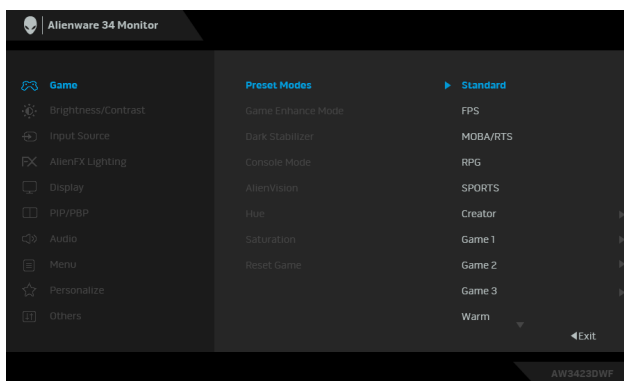 Alienware 34 Monitor
Game
Brightness/Contrast
Input Source
AlienFX Lighting
Display
PIP/PBP
Audio
Menu
Personalize
Others
Preset Modes
Game Enhance Mode
Dark Stabilizer
Console Mode
AlienVision
Hue
Saturation
Reset Game
Standard
FPS
MOBA/RTS
RPG
SPORTS
Creator
Game 1
Game 2
Game 3
Warm
Exit
AW3423DWF